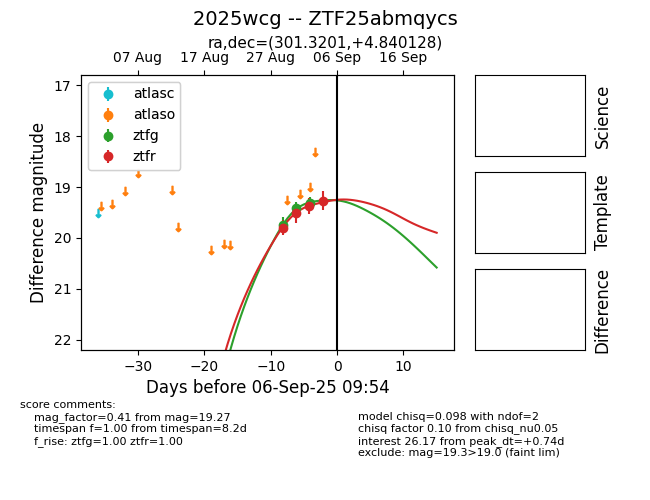 2025wcg -- ZTF25abmqycs
ra,dec=(301.3201,+4.840128)
07 Aug 17 Aug 27 Aug 06 Sep 16 Sep
atlasc
atlaso
ztfg
ztfr
17
18
19
20
21
22
Difference magnitude
−30 −20 −10 0 10
Days before 06-Sep-25 09:54
Science
Template
Difference
score comments:
mag_factor=0.41 from mag=19.27
timespan f=1.00 from timespan=8.2d
f_rise: ztfg=1.00 ztfr=1.00
model chisq=0.098 with ndof=2
chisq factor 0.10 from chisq_nu0.05
interest 26.17 from peak_dt=+0.74d
exclude: mag=19.3>19.0 (faint lim)